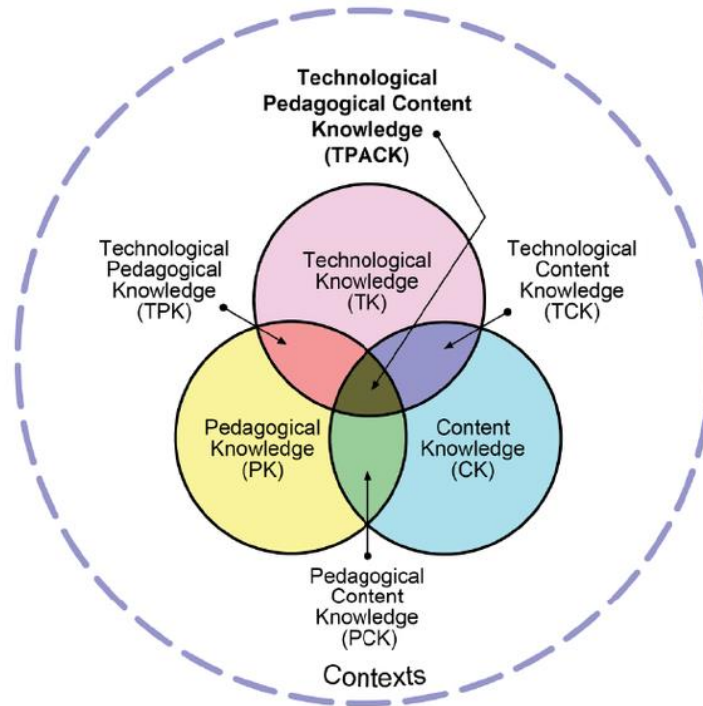 Technological
Pedagogical Content
Knowledge
(TPACK)
Technological
Pedagogical
Knowledge
(TPK)
Technological
Knowledge
(TK)
Technological
Content
Knowledge
(TCK)
Pedagogical
Knowledge
(PK)
Content
Knowledge
(CK)
Pedagogical
Content
Knowledge
(PCK)
Contexts